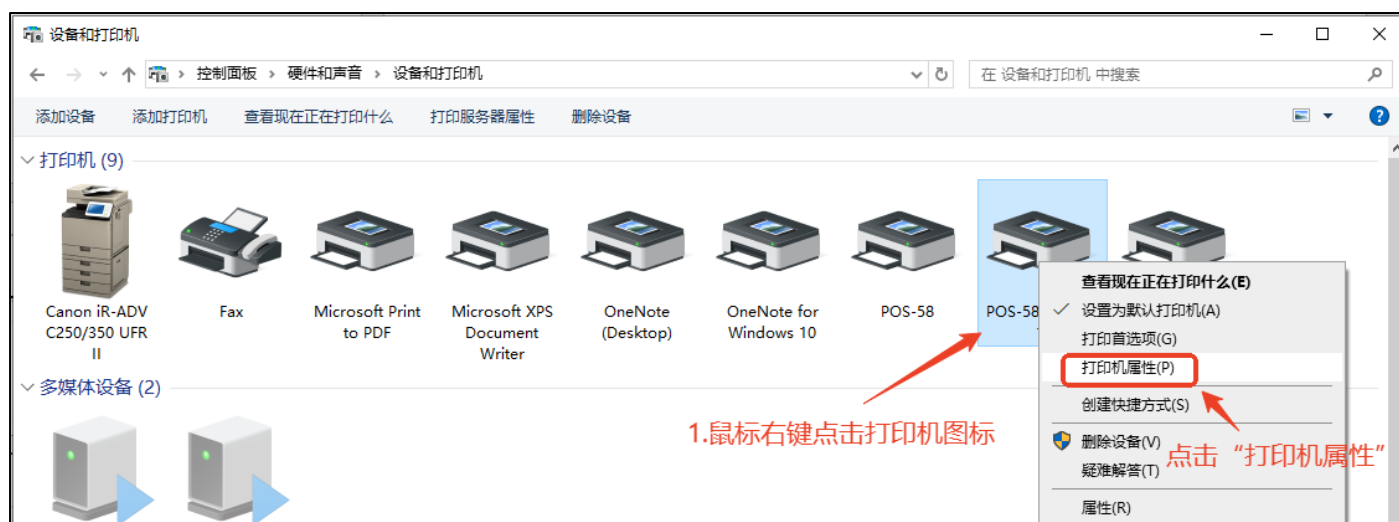 设备和打印机
控制面板 › 硬件和声音 › 设备和打印机
在 设备和打印机 中搜索
添加设备 添加打印机 查看现在正在打印什么 打印服务器属性 删除设备
打印机 (9)
Canon iR-ADV
C250/350 UFR
II
Fax
Microsoft Print
to PDF
Microsoft XPS
Document
Writer
OneNote
(Desktop)
OneNote for
Windows 10
POS-58
POS-58
查看现在正在打印什么(E)
设置为默认打印机(A)
打印首选项(G)
打印机属性(P)
创建快捷方式(S)
删除设备(V)
疑难解答(T)
属性(R)
多媒体设备 (2)
1.鼠标右键点击打印机图标
点击“打印机属性”